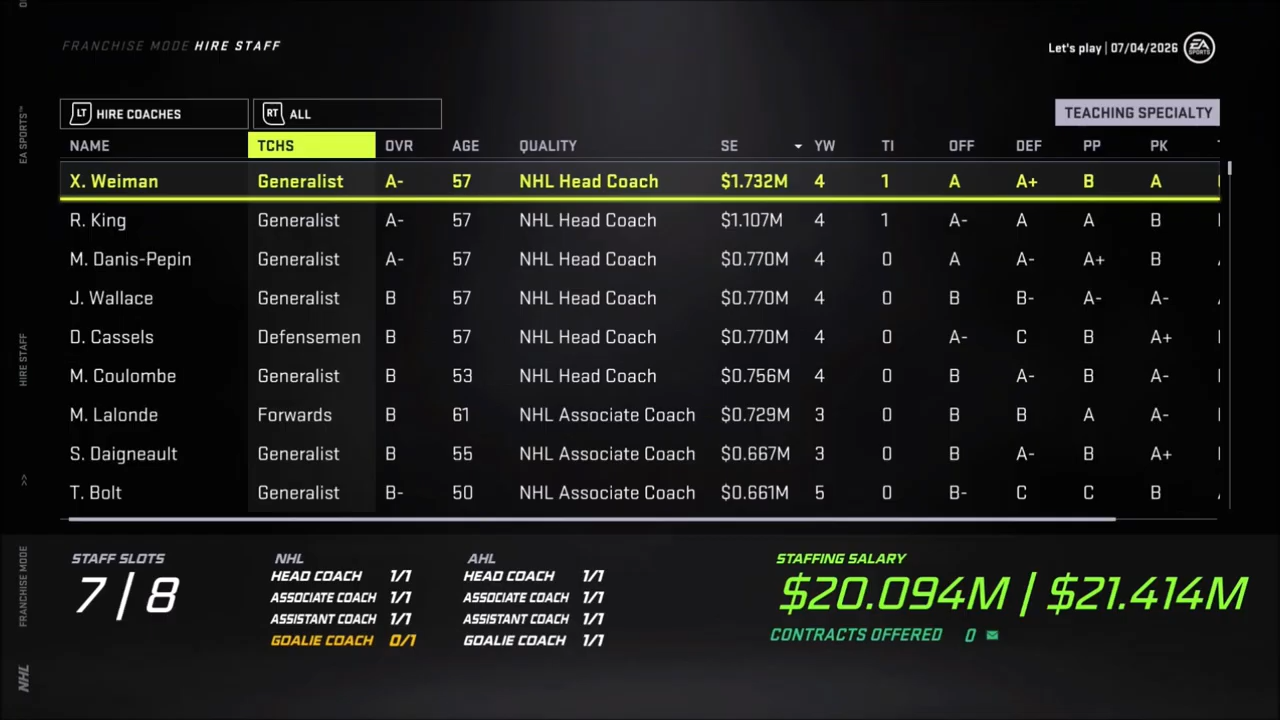 FRANCHISE MODE HIRE STAFF
Let's play | 07/04/2026
EA SPORTS
LT HIRE COACHES
RT ALL
TEACHING SPECIALTY
NAME TCHS OVR AGE QUALITY SE YW TI OFF DEF PP PK
X. Weiman Generalist A- 57 NHL Head Coach $1.732M 4 1 A A+ B A
R. King Generalist A- 57 NHL Head Coach $1.107M 4 1 A- A A B
M. Danis-Pepin Generalist A- 57 NHL Head Coach $0.770M 4 0 A A- A+ B
J. Wallace Generalist B 57 NHL Head Coach $0.770M 4 0 B B- A- A-
D. Cassels Defensemen B 57 NHL Head Coach $0.770M 4 0 A- C B A+
M. Coulombe Generalist B 53 NHL Head Coach $0.756M 4 0 B A- B A-
M. Lalonde Forwards B 61 NHL Associate Coach $0.729M 3 0 B B A A-
S. Daigneault Generalist B 55 NHL Associate Coach $0.667M 3 0 B A- B A+
T. Bolt Generalist B- 50 NHL Associate Coach $0.661M 5 0 B- C C B
STAFF SLOTS
7 | 8
NHL
HEAD COACH 1/1
ASSOCIATE COACH 1/1
ASSISTANT COACH 1/1
GOALIE COACH 0/1
AHL
HEAD COACH 1/1
ASSOCIATE COACH 1/1
ASSISTANT COACH 1/1
GOALIE COACH 1/1
STAFFING SALARY
$20.094M | $21.414M
CONTRACTS OFFERED 0
EA SPORTS™
HIRE STAFF
>>
FRANCHISE MODE
NHL